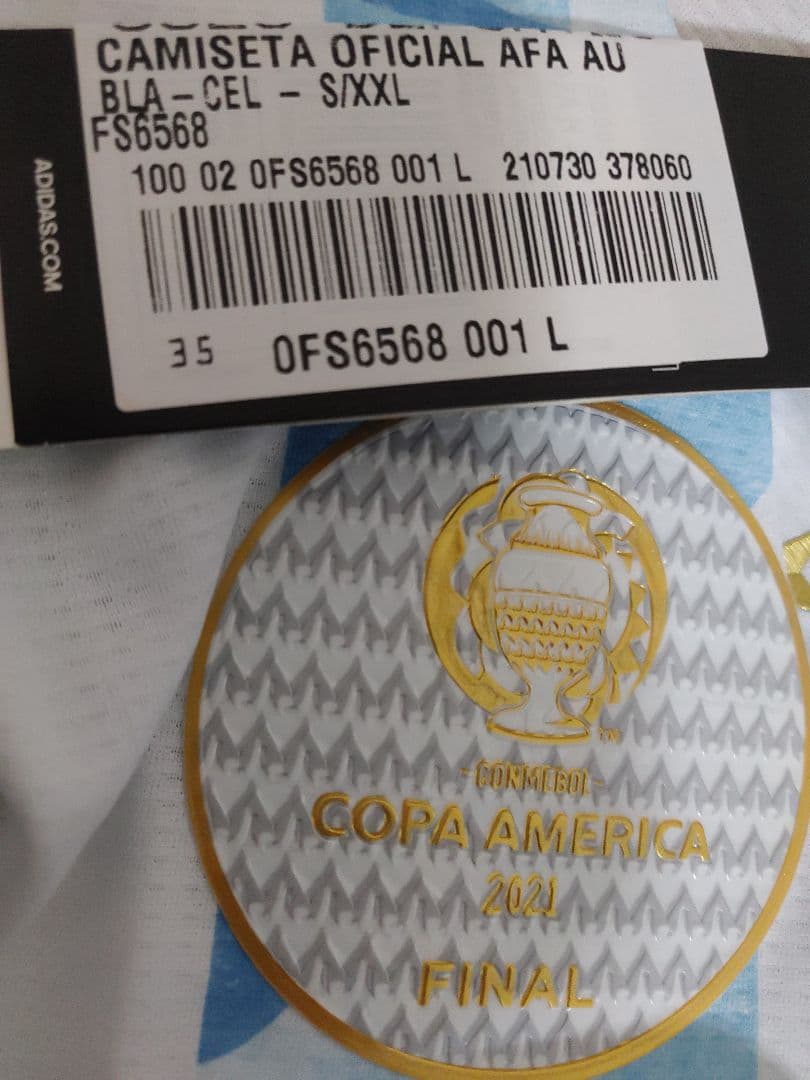 CAMISETA OFICIAL AFA AU
BLA-CEL - S/XXL
FS6568
100 02 0FS6568 001 L 210730 378060
35 0FS6568 001 L
ADIDAS.COM
TM
-CONMEBOL-
COPA AMERICA
2021
FINAL